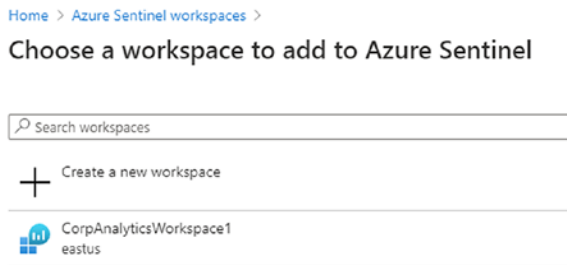 Home > Azure Sentinel workspaces >
Choose a workspace to add to Azure Sentinel
Search workspaces
Create a new workspace
CorpAnalyticsWorkspace1
eastus